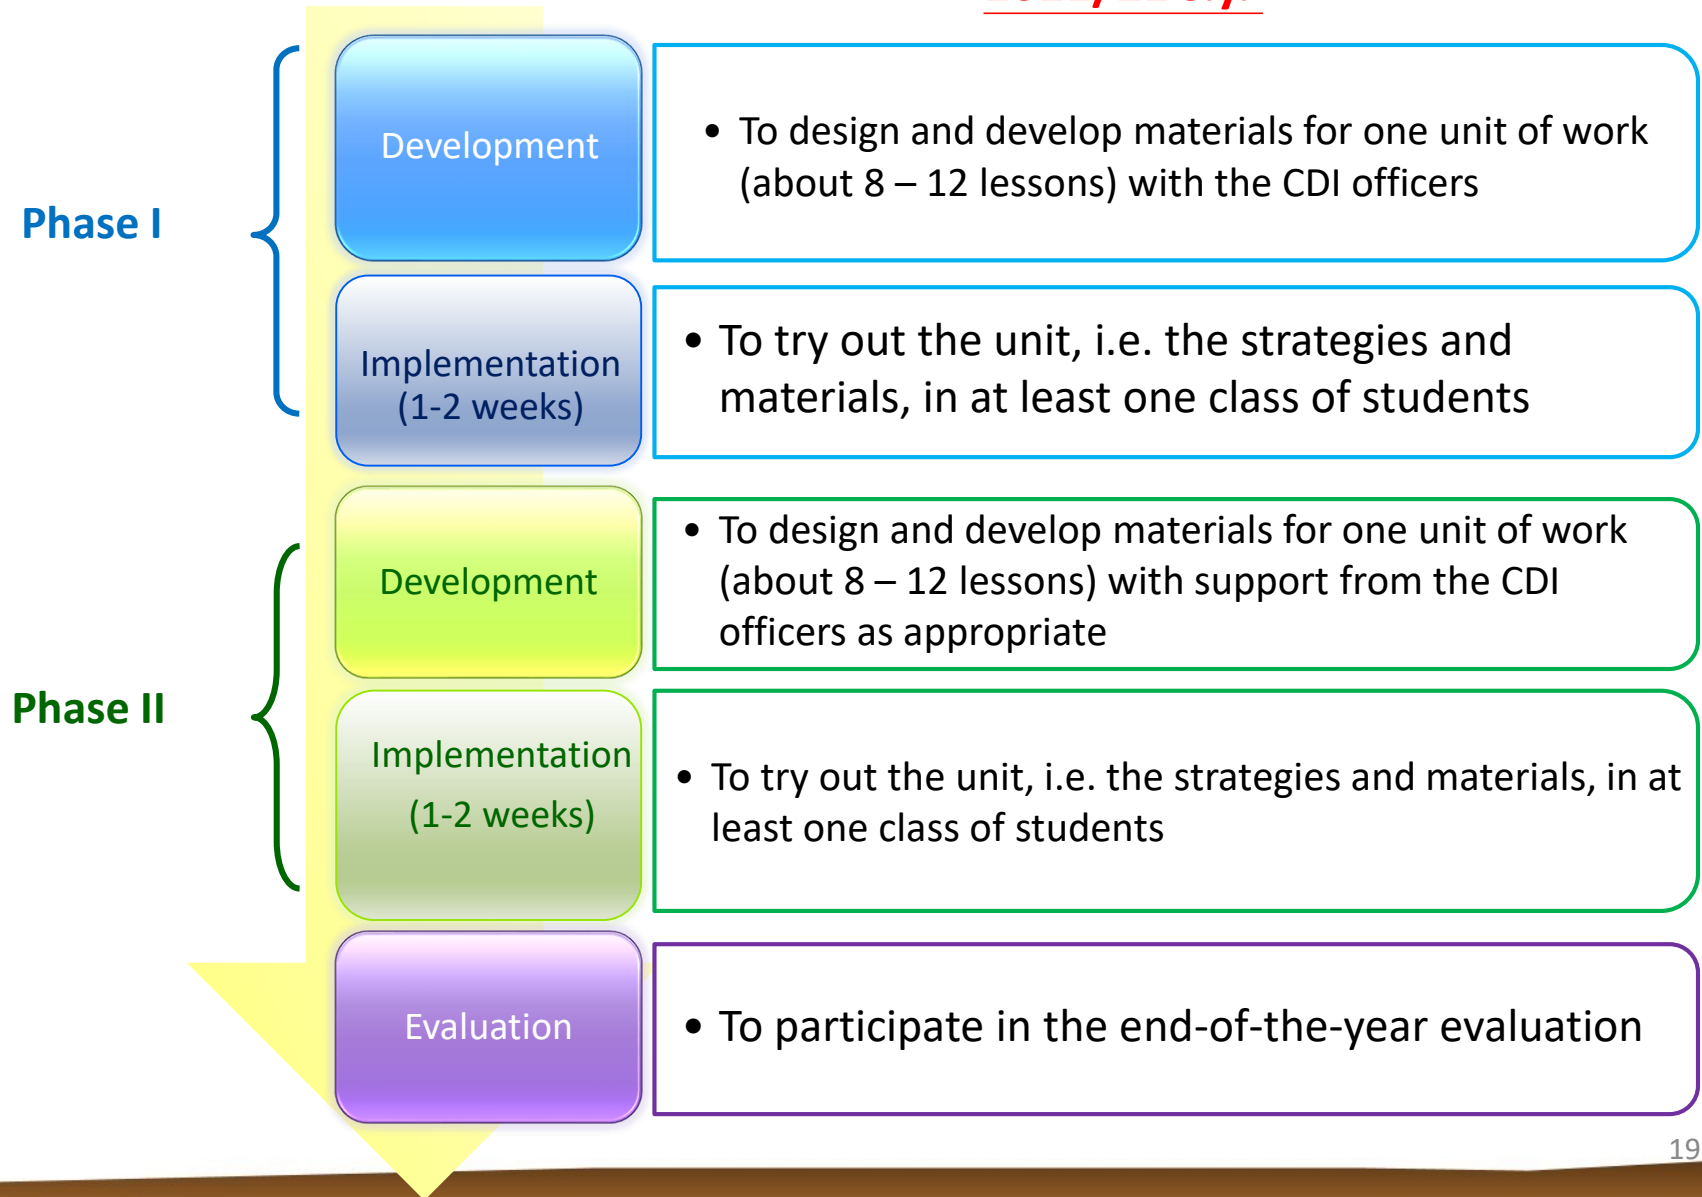 Phase I
Development
• To design and develop materials for one unit of work
(about 8 – 12 lessons) with the CDI officers
Implementation
(1-2 weeks)
• To try out the unit, i.e. the strategies and
materials, in at least one class of students
Phase II
Development
• To design and develop materials for one unit of work
(about 8 – 12 lessons) with support from the CDI
officers as appropriate
Implementation
(1-2 weeks)
• To try out the unit, i.e. the strategies and materials, in at
least one class of students
Evaluation
• To participate in the end-of-the-year evaluation
19